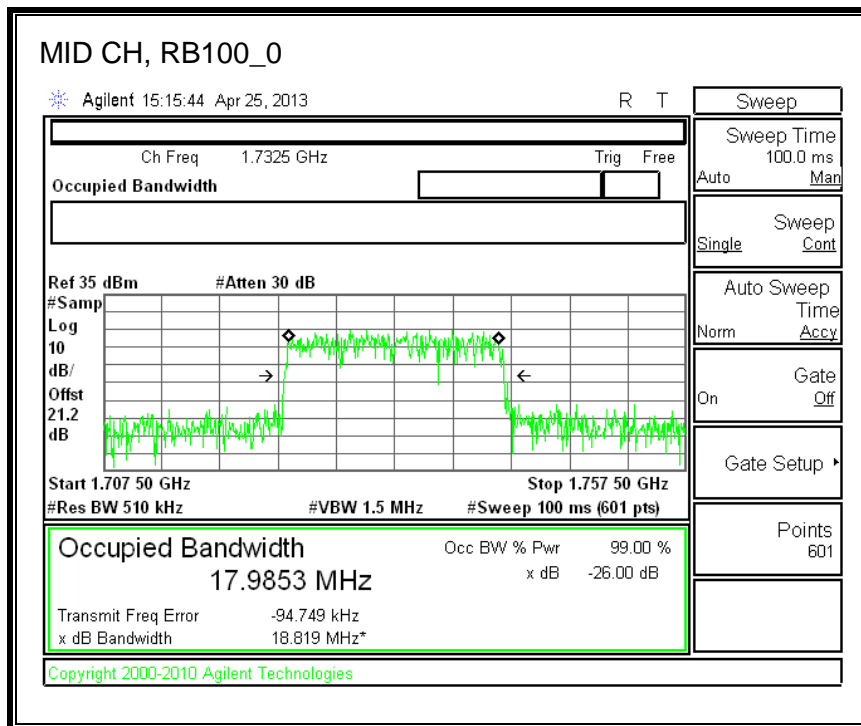 MID CH, RB100_0
Agilent 15:15:44 Apr 25, 2013 R T
Ch Freq 1.7325 GHz Trig Free
Occupied Bandwidth
Ref 35 dBm #Atten 30 dB
#Samp
Log
10
dB/
Offst
21.2
dB
Start 1.707 50 GHz Stop 1.757 50 GHz
#Res BW 510 kHz #VBW 1.5 MHz #Sweep 100 ms (601 pts)
Occupied Bandwidth
17.9853 MHz
Occ BW % Pwr 99.00 %
x dB -26.00 dB
Transmit Freq Error -94.749 kHz
x dB Bandwidth 18.819 MHz*
Copyright 2000-2010 Agilent Technologies
Sweep
Sweep Time
100.0 ms
Auto Man
Sweep
Single Cont
Auto Sweep
Time
Norm Accy
Gate
On Off
Gate Setup
Points
601